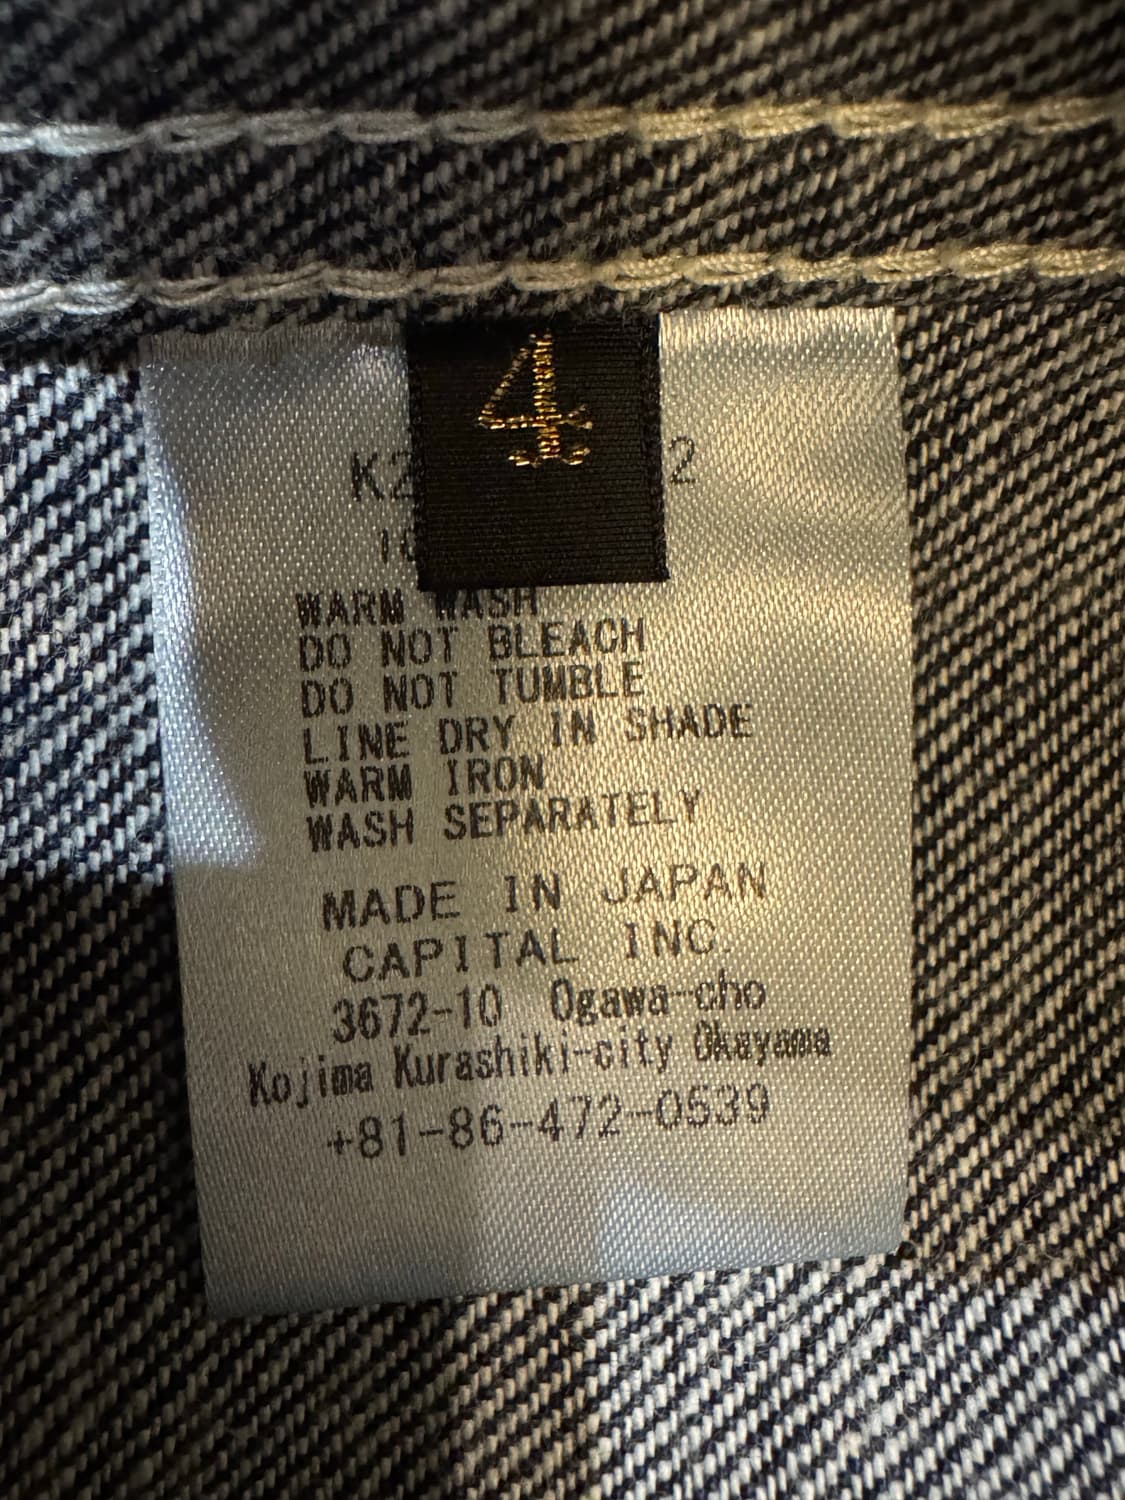 4
WARM WASH
DO NOT BLEACH
DO NOT TUMBLE
LINE DRY IN SHADE
WARM IRON
WASH SEPARATELY
MADE IN JAPAN
CAPITAL INC.
3672-10 Ogawa-cho
Kojima Kurashiki-city Okayama
+81-86-472-0539